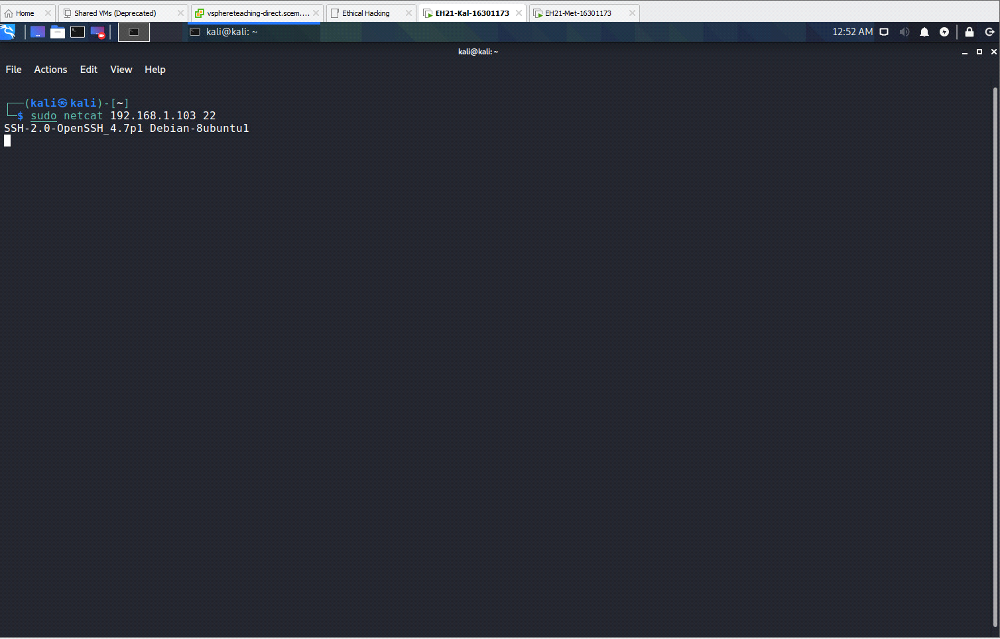 Home
Shared VMs (Deprecated)
vsphereteaching-direct.scem....
Ethical Hacking
EH21-Kal-16301173
EH21-Met-16301173
kali@kali: ~
12:52 AM
kali@kali: ~
File Actions Edit View Help
(kali㉿kali)-[~]
$ sudo netcat 192.168.1.103 22
SSH-2.0-OpenSSH_4.7p1 Debian-8ubuntu1